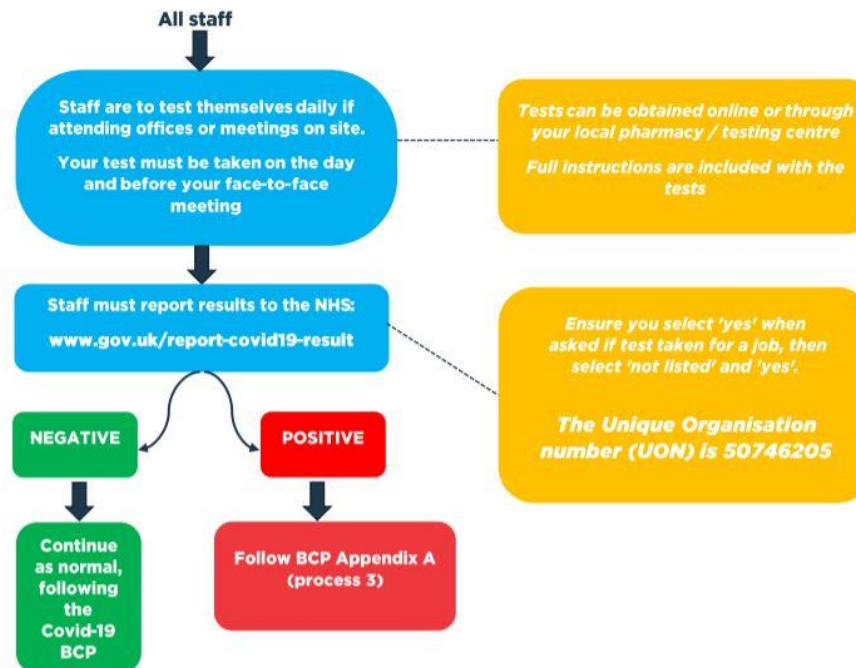 All staff
Staff are to test themselves daily if
attending offices or meetings on site.
Your test must be taken on the day
and before your face-to-face
meeting
Tests can be obtained online or through
your local pharmacy / testing centre
Full instructions are included with the
tests
Staff must report results to the NHS:
www.gov.uk/report-covid19-result
Ensure you select 'yes' when
asked if test taken for a job, then
select 'not listed' and 'yes'.
The Unique Organisation
number (UON) is 50746205
NEGATIVE
POSITIVE
Continue
as normal,
following
the
Covid-19
BCP
Follow BCP Appendix A
(process 3)